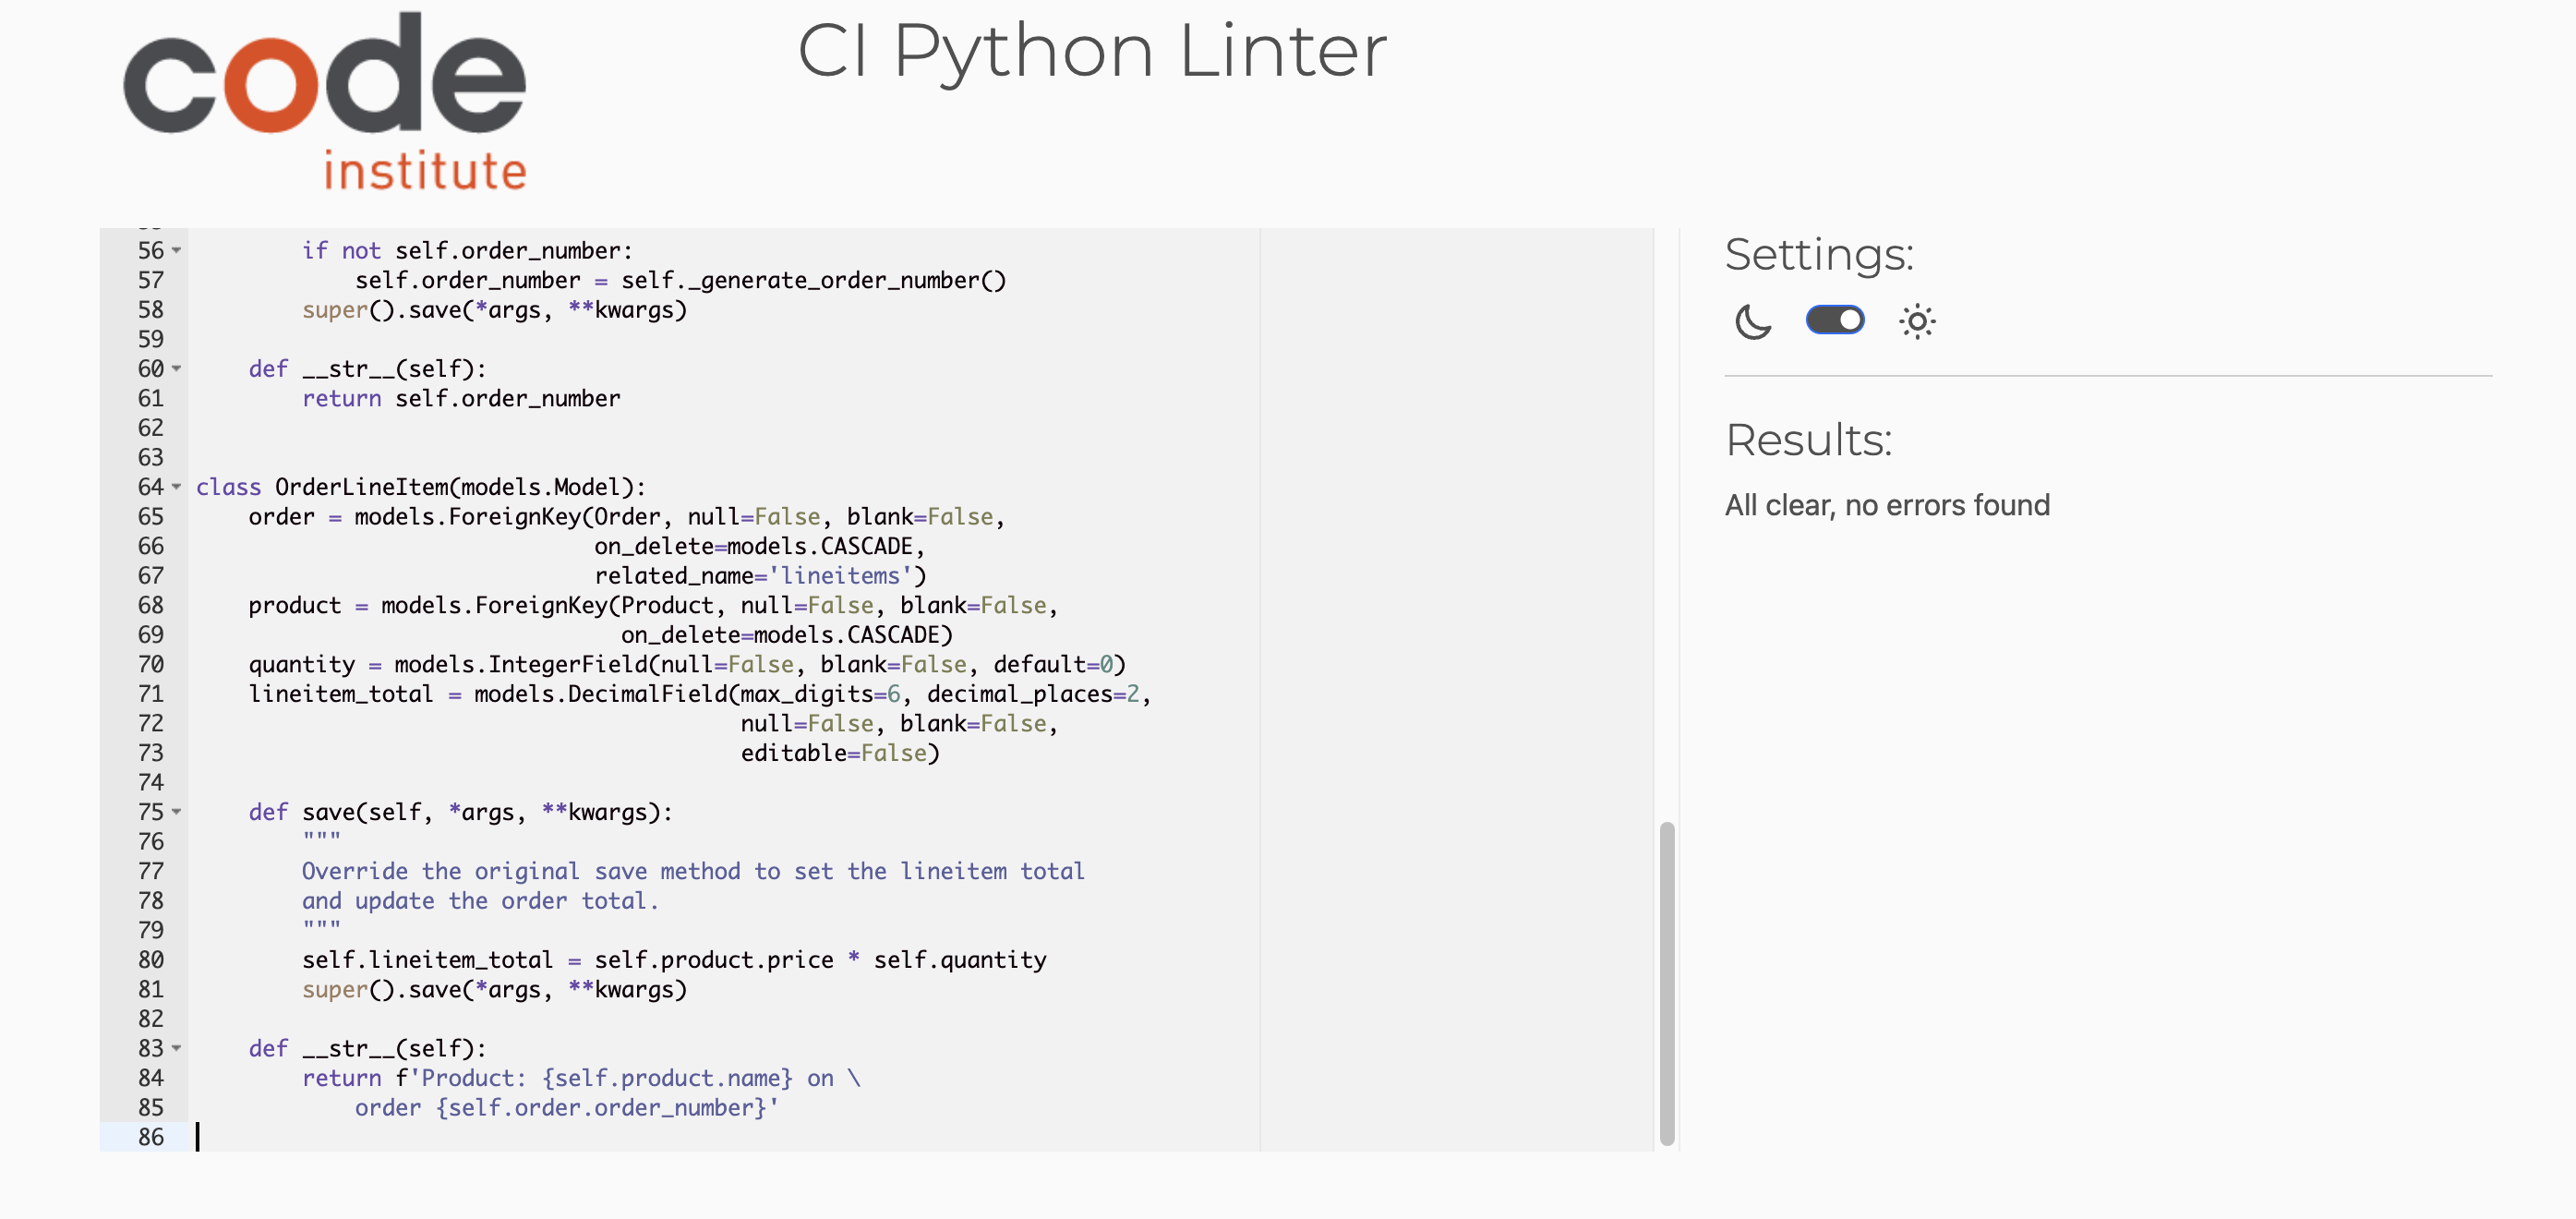 code
institute
CI Python Linter
56 if not self.order_number:
57 self.order_number = self._generate_order_number()
58 super().save(*args, **kwargs)
59
60 def __str__(self):
61 return self.order_number
62
63
64 class OrderLineItem(models.Model):
65 order = models.ForeignKey(Order, null=False, blank=False,
66 on_delete=models.CASCADE,
67 related_name='lineitems')
68 product = models.ForeignKey(Product, null=False, blank=False,
69 on_delete=models.CASCADE)
70 quantity = models.IntegerField(null=False, blank=False, default=0)
71 lineitem_total = models.DecimalField(max_digits=6, decimal_places=2,
72 null=False, blank=False,
73 editable=False)
74
75 def save(self, *args, **kwargs):
76 """
77 Override the original save method to set the lineitem total
78 and update the order total.
79 """
80 self.lineitem_total = self.product.price * self.quantity
81 super().save(*args, **kwargs)
82
83 def __str__(self):
84 return f'Product: {self.product.name} on \
85 order {self.order.order_number}'
86
Settings:
Results:
All clear, no errors found